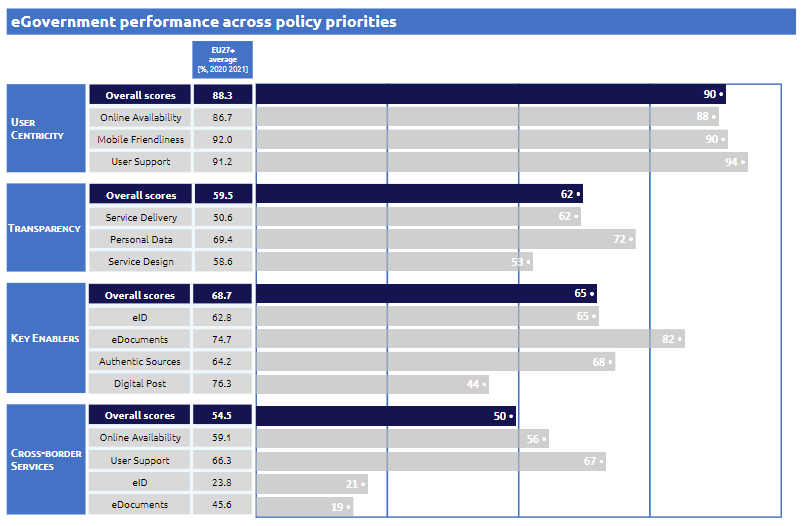 eGovernment performance across policy priorities
EU27+
average
[%, 2020 2021]
USER
CENTRICITY
Overall scores 88.3 90
Online Availability 86.7 88
Mobile Friendliness 92.0 90
User Support 91.2 94
TRANSPARENCY
Overall scores 59.5 62
Service Delivery 50.6 62
Personal Data 69.4 72
Service Design 58.6 53
KEY ENABLERS
Overall scores 68.7 65
eID 62.8 65
eDocuments 74.7 82
Authentic Sources 64.2 68
Digital Post 76.3 44
CROSS-BORDER
SERVICES
Overall scores 54.5 50
Online Availability 59.1 56
User Support 66.3 67
eID 23.8 21
eDocuments 45.6 19